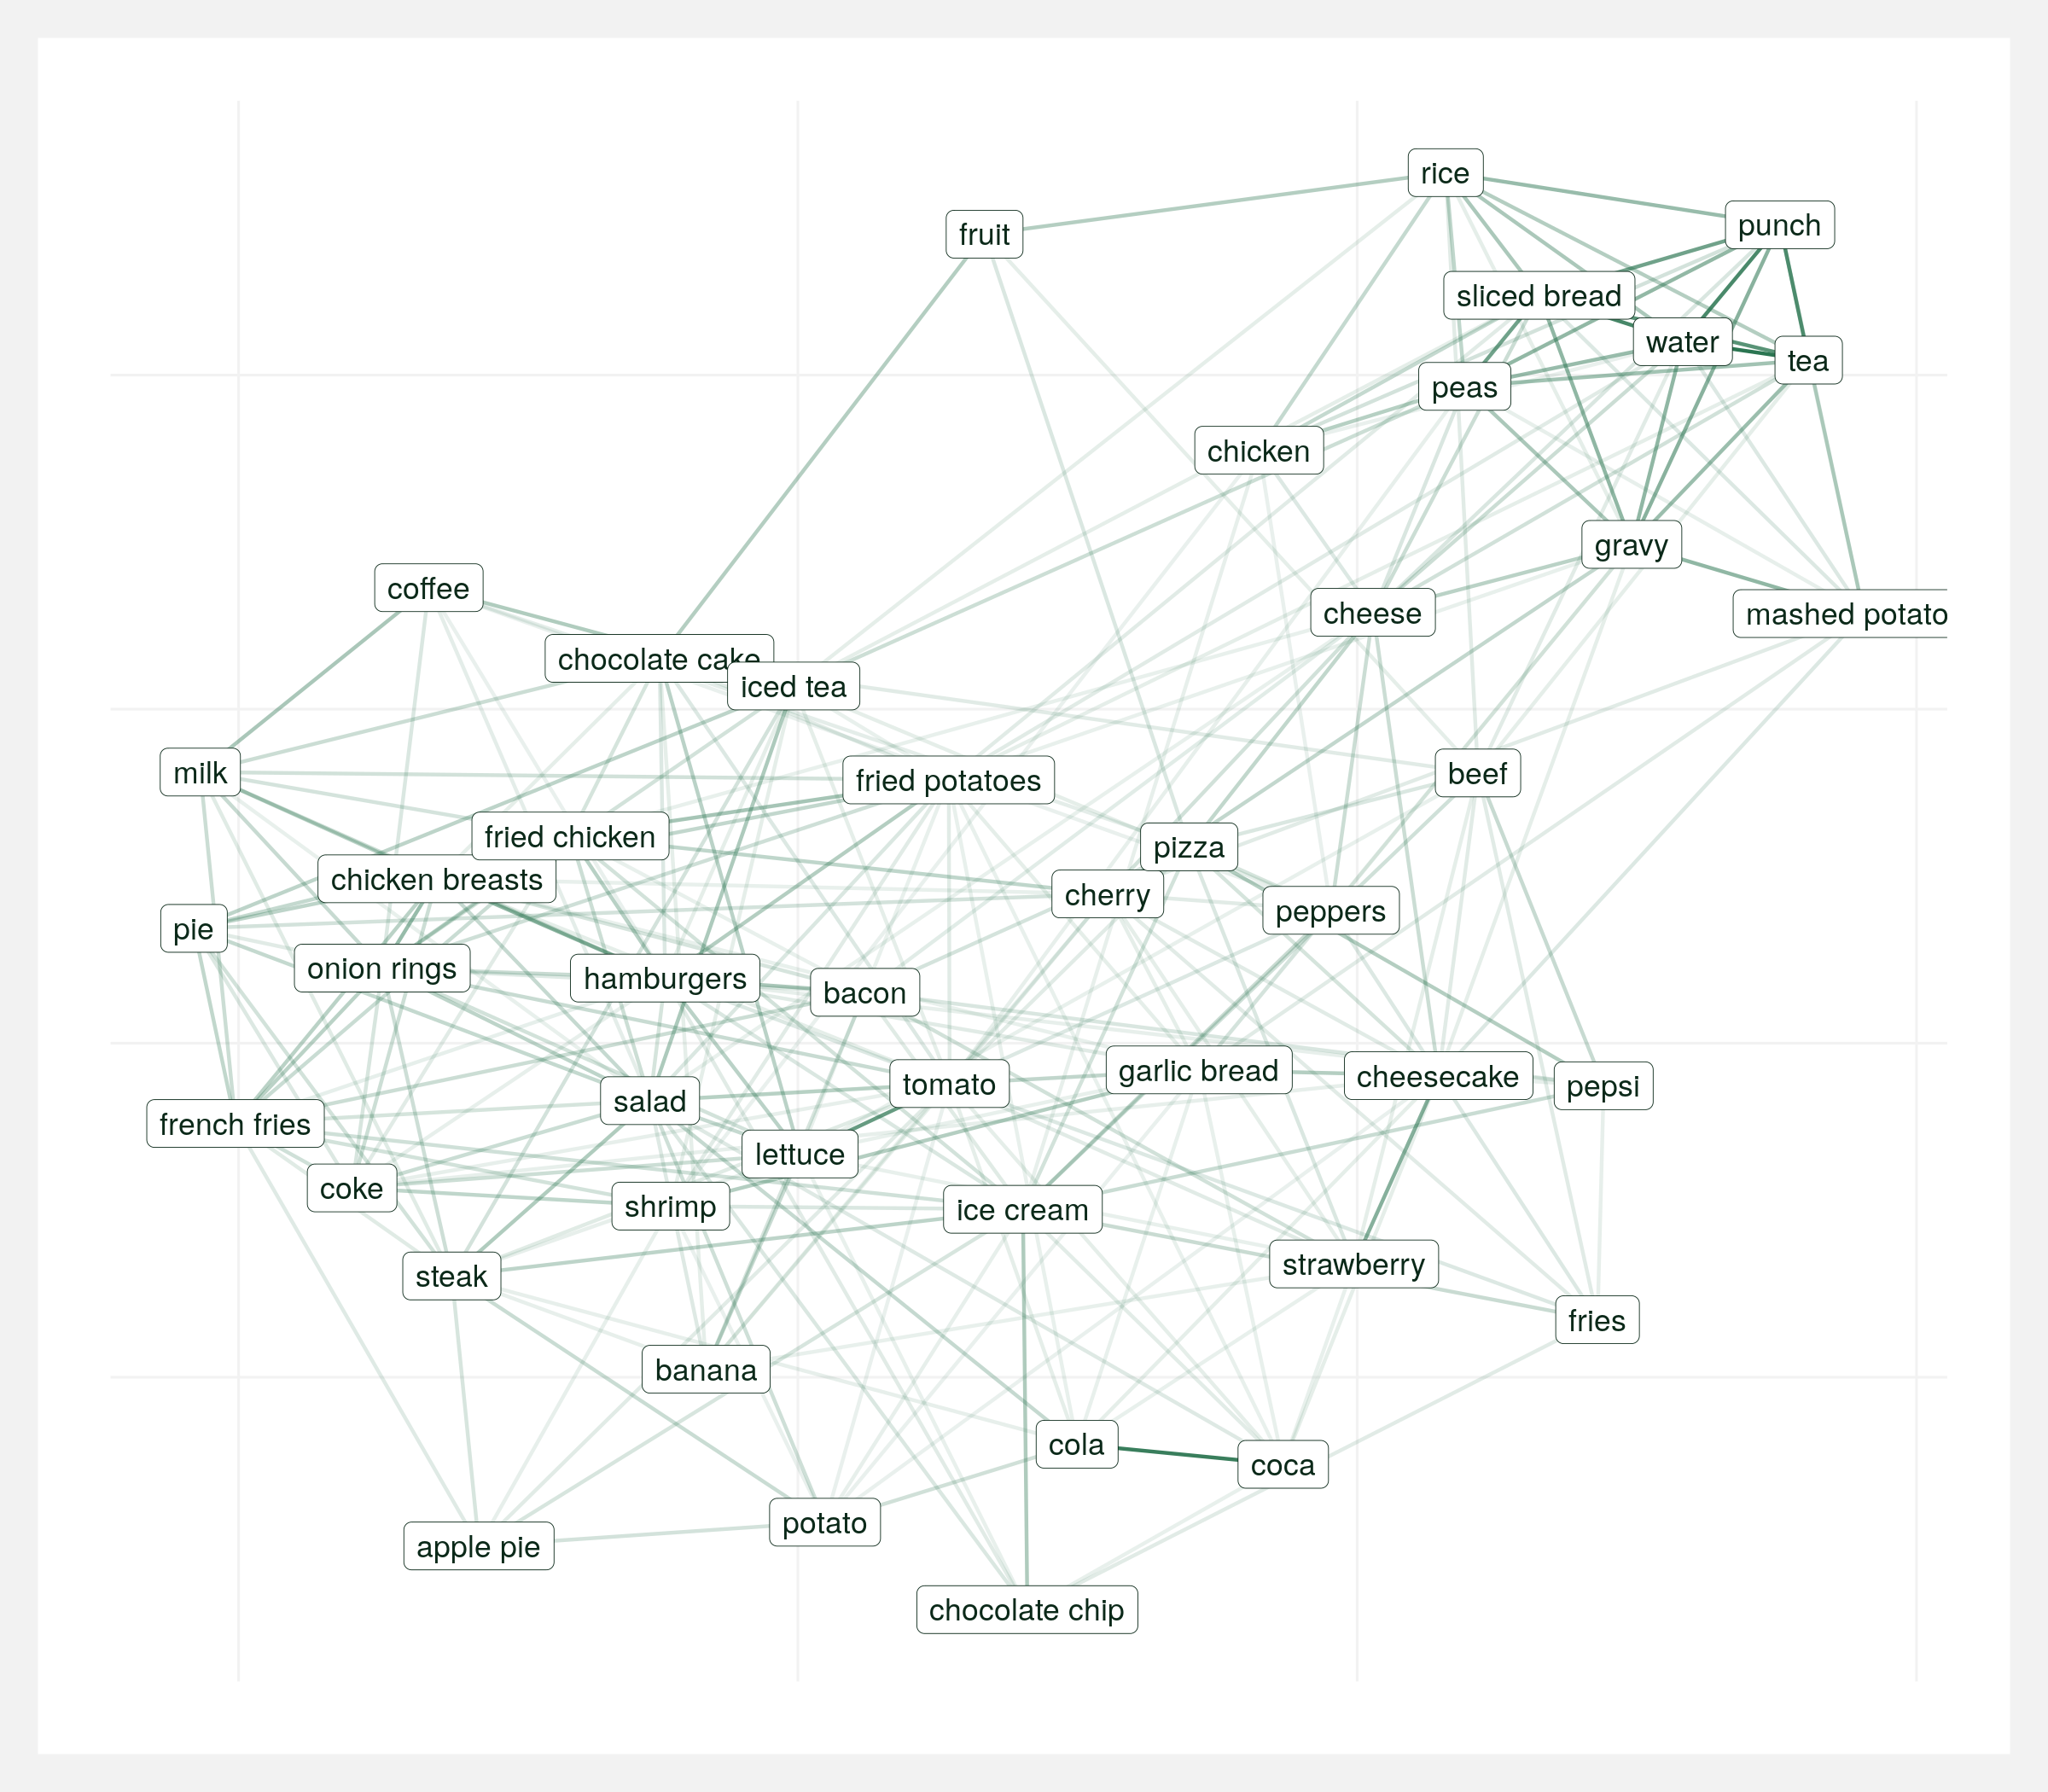 rice
punch
fruit
sliced bread
water
tea
peas
chicken
gravy
coffee
cheese
mashed potato
chocolate cake
iced tea
milk
fried potatoes
beef
fried chicken
pizza
chicken breasts
cherry
peppers
pie
onion rings
hamburgers
bacon
garlic bread
cheesecake
tomato
pepsi
salad
french fries
lettuce
coke
shrimp
ice cream
strawberry
steak
fries
banana
cola
coca
potato
apple pie
chocolate chip